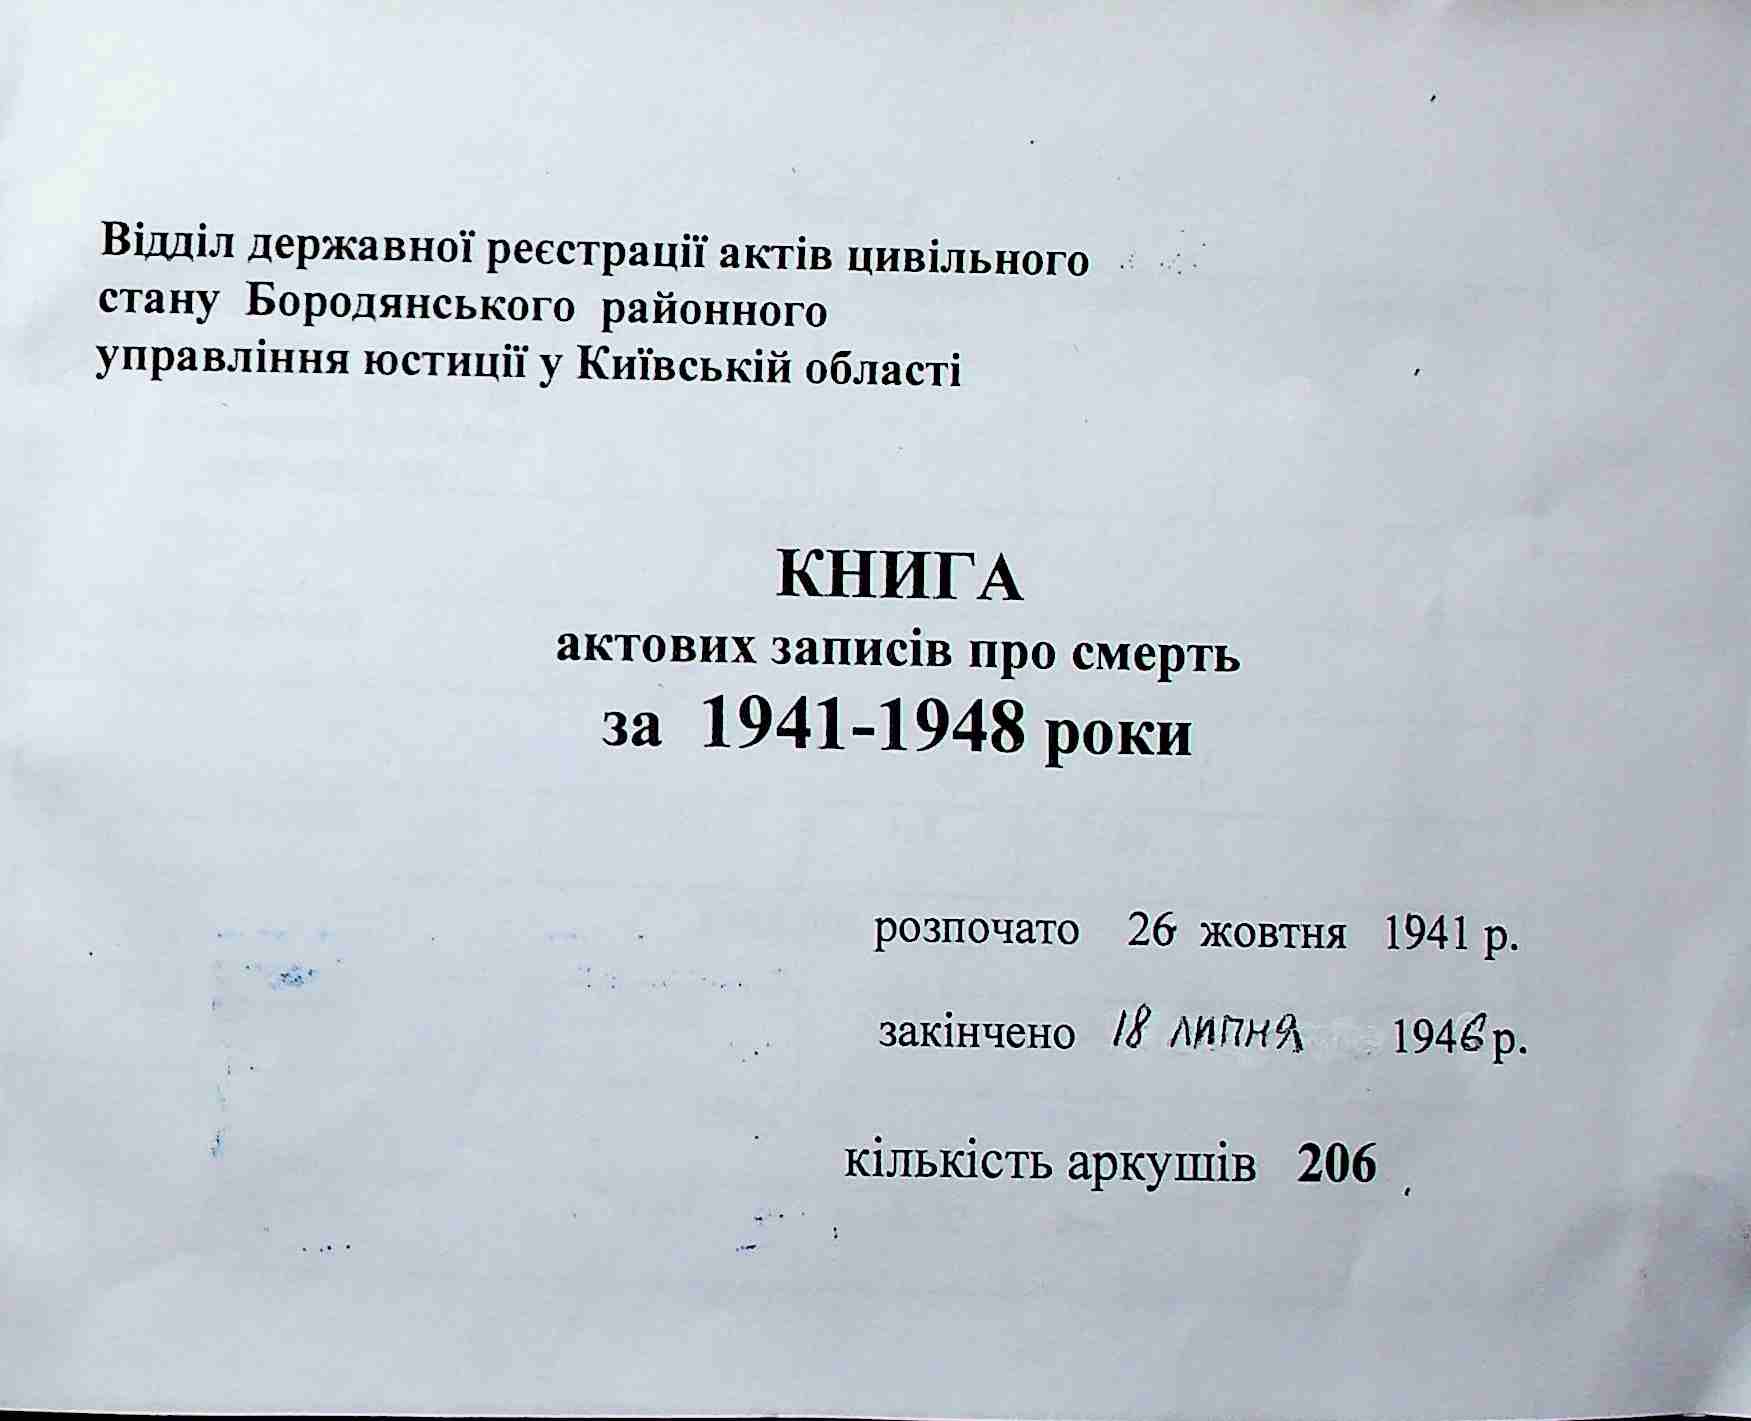 Відділ державної реєстрації актів цивільного
стану Бородянського районного
управління юстиції у Київській області
КНИГА
актових записів про смерть
за 1941-1948 роки
розпочато 26 жовтня 1941 р.
закінчено 18 липня 1946 р.
кількість аркушів 206